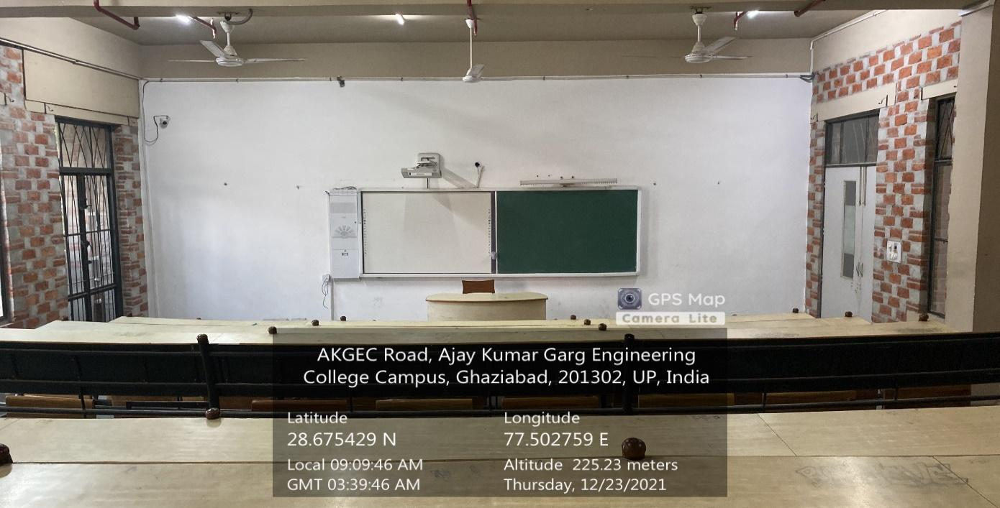 GPS Map
Camera Lite
AKGEC Road, Ajay Kumar Garg Engineering
College Campus, Ghaziabad, 201302, UP, India
Latitude
28.675429 N
Longitude
77.502759 E
Local 09:09:46 AM
GMT 03:39:46 AM
Altitude 225.23 meters
Thursday, 12/23/2021